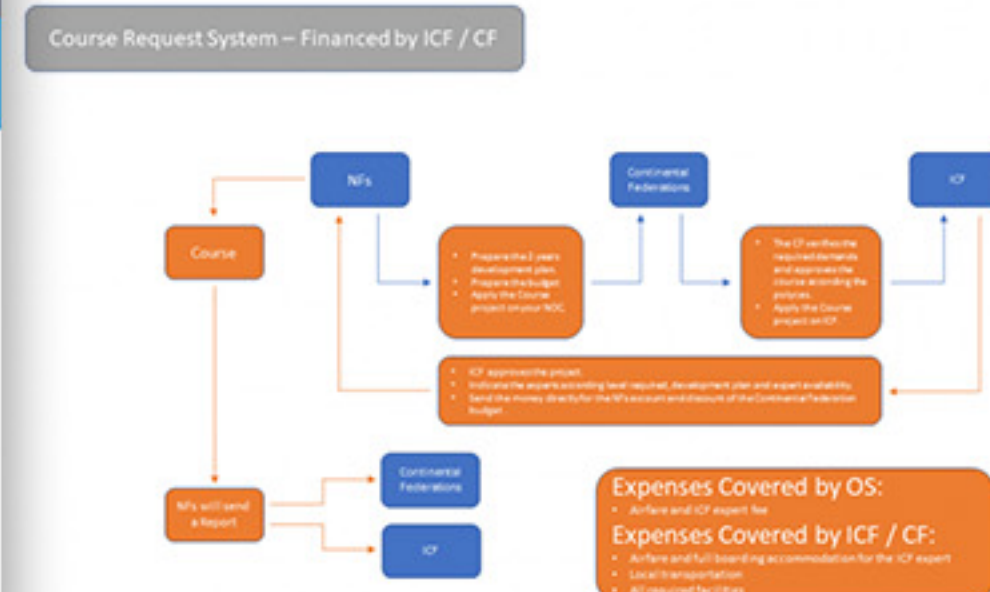 Course Request System – Financed by ICF / CF
NFs
Continental
Federations
ICF
Course
• Prepare the 2 years
development plan.
• Prepare the budget
• Apply the Course
project on your NOC.
• The CF verifies the
required demands
and approves the
course according the
• Apply the Course
project on ICF.
• ICF approves the project.
• Indicate the experts according level required, development plan and expert availability.
• Send the money directly for the NFs account and discount of the Continental Federation
budget.
NFs will send
a Report
Continental
Federations
ICF
Expenses Covered by OS:
• Airfare and ICF expert fee
Expenses Covered by ICF / CF:
• Airfare and full boarding accommodation for the ICF expert
• Local transportation
• All required facilities